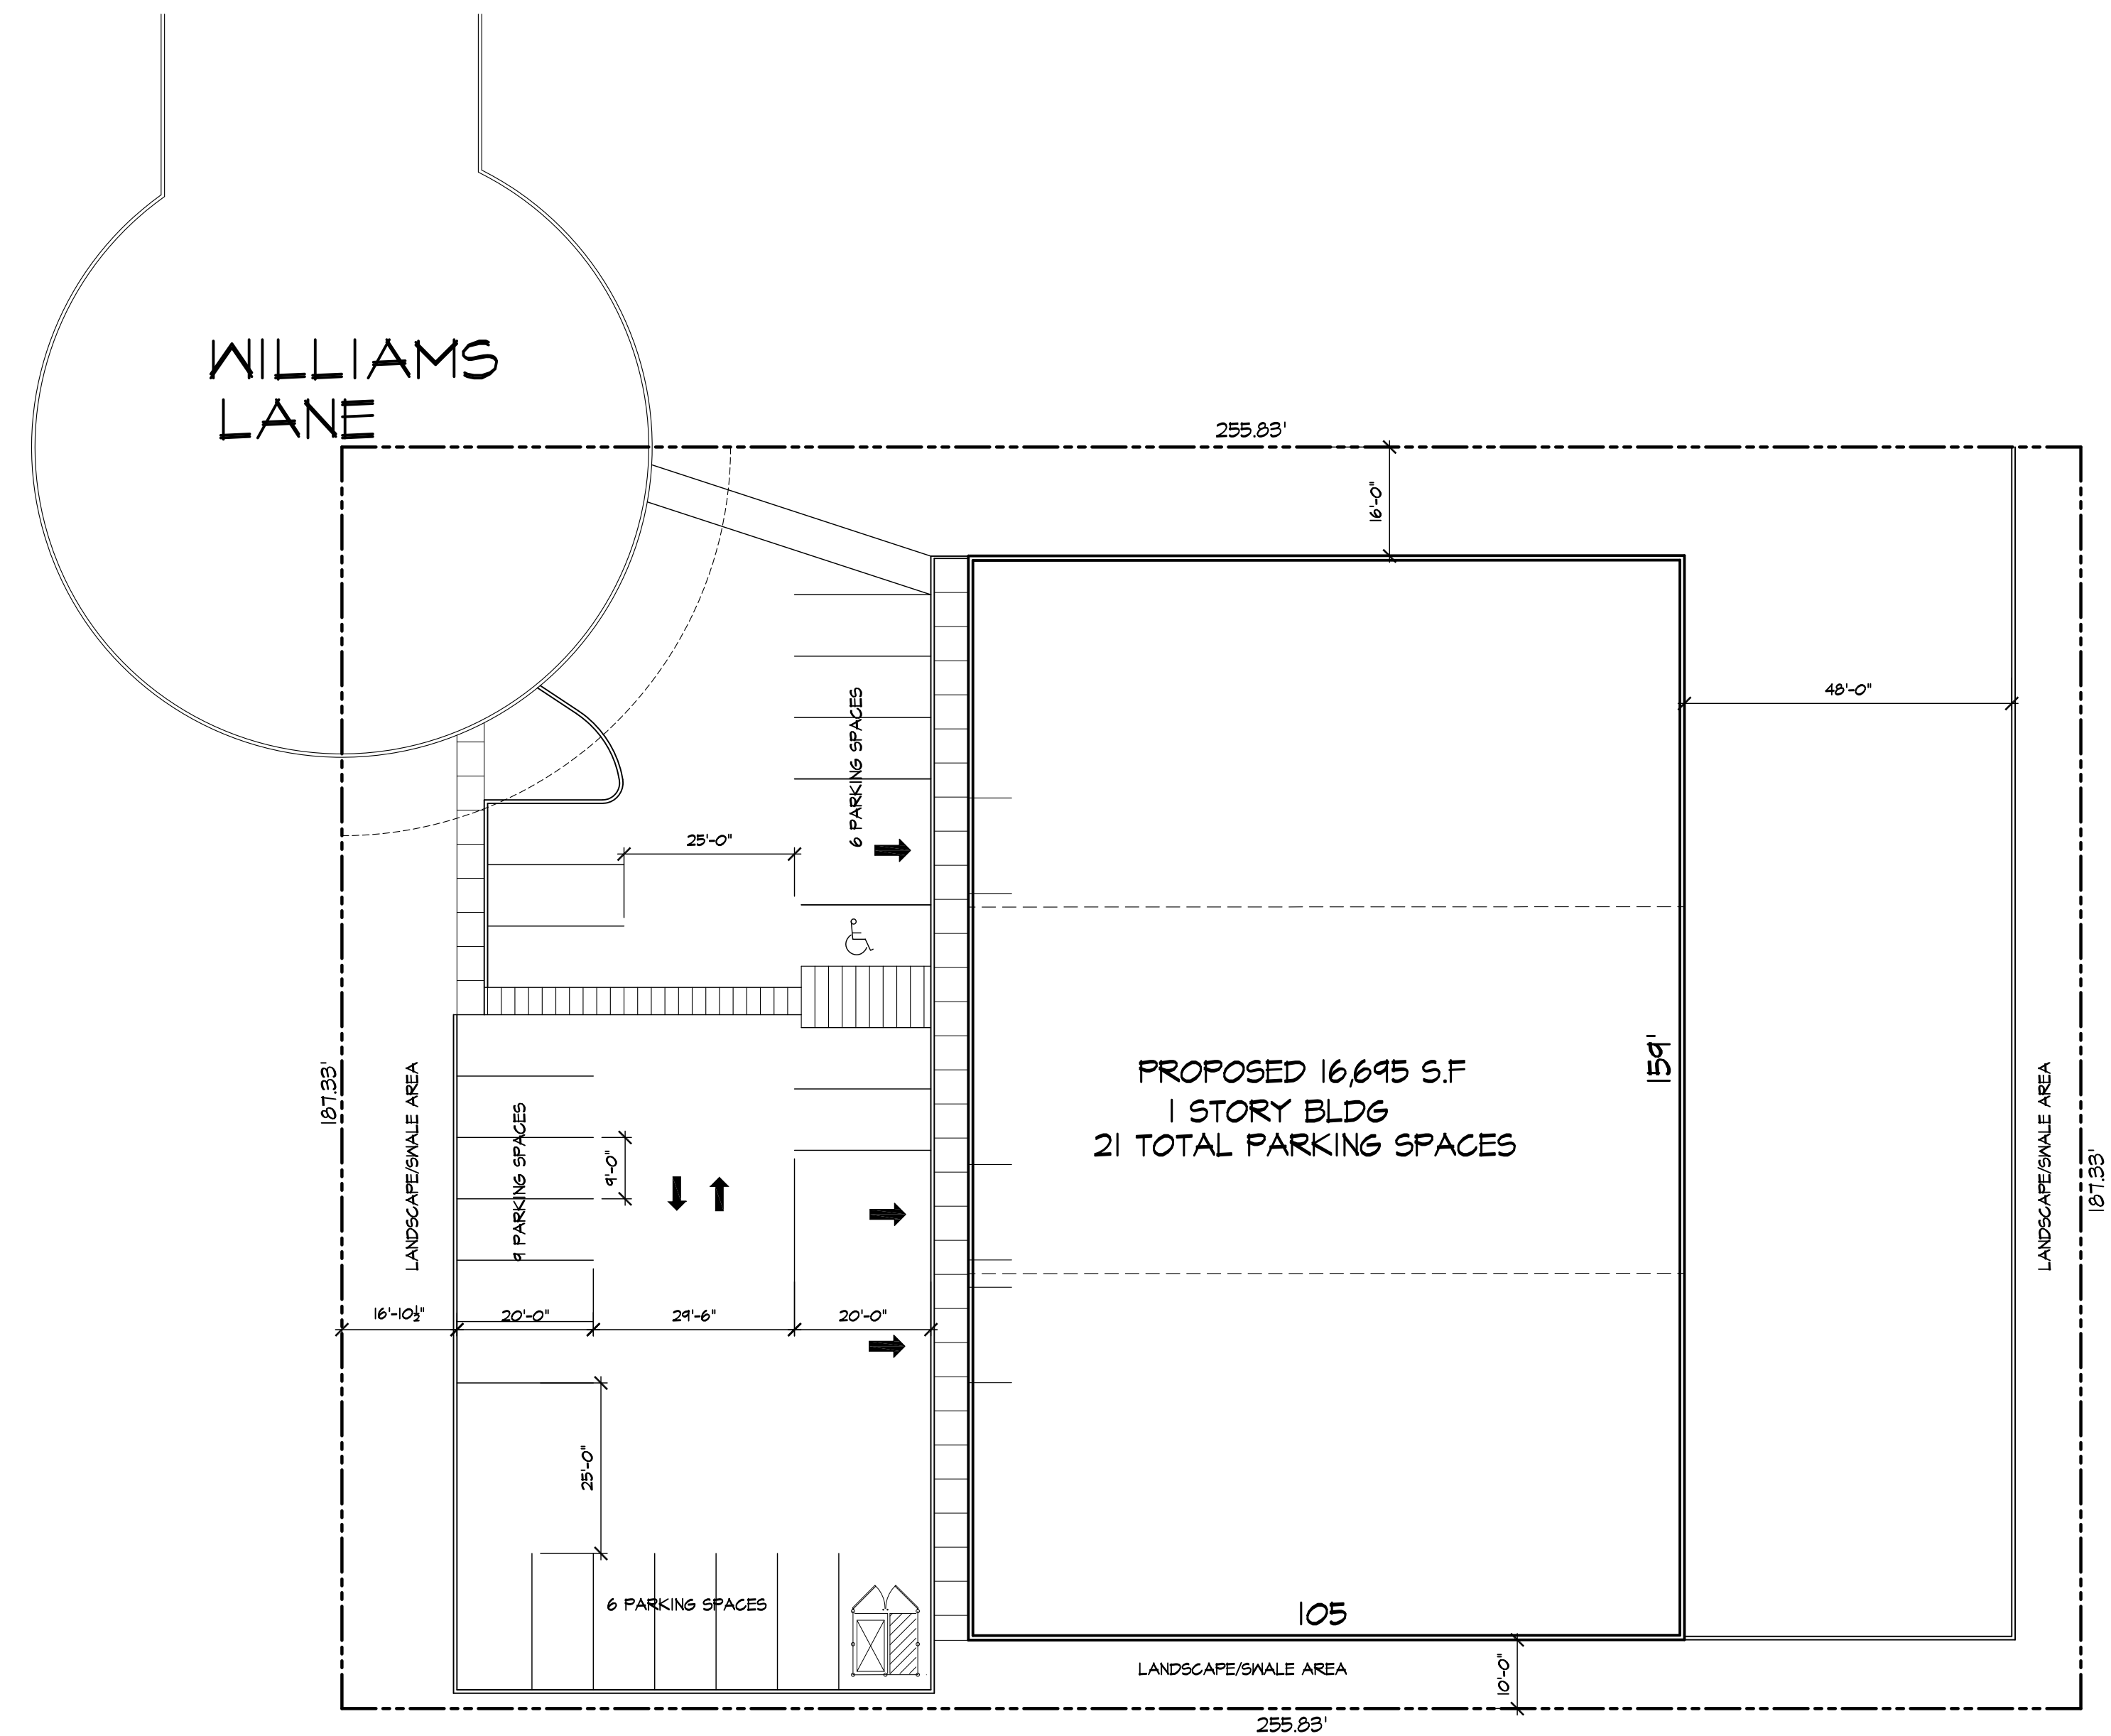 WILLIAMS
LANE
255.83'
16'-0"
48'-0"
6 PARKING SPACES
25'-0"
187.33'
LANDSCAPE/SWALE AREA
9 PARKING SPACES
9'-0"
PROPOSED 16,695 S.F
1 STORY BLDG
21 TOTAL PARKING SPACES
159'
LANDSCAPE/SWALE AREA
187.33'
16'-10½"
20'-0"
29'-6"
20'-0"
25'-0"
6 PARKING SPACES
105
LANDSCAPE/SWALE AREA
10'-0"
255.83'